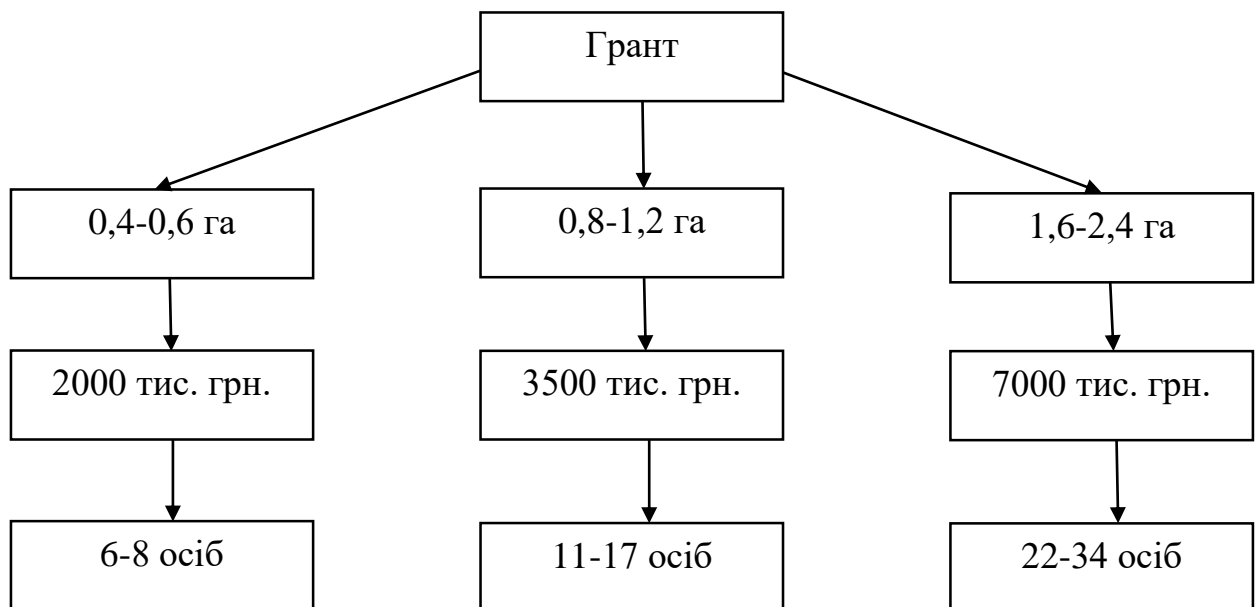 Грант
0,4-0,6 га
0,8-1,2 га
1,6-2,4 га
2000 тис. грн.
3500 тис. грн.
7000 тис. грн.
6-8 осіб
11-17 осіб
22-34 осіб